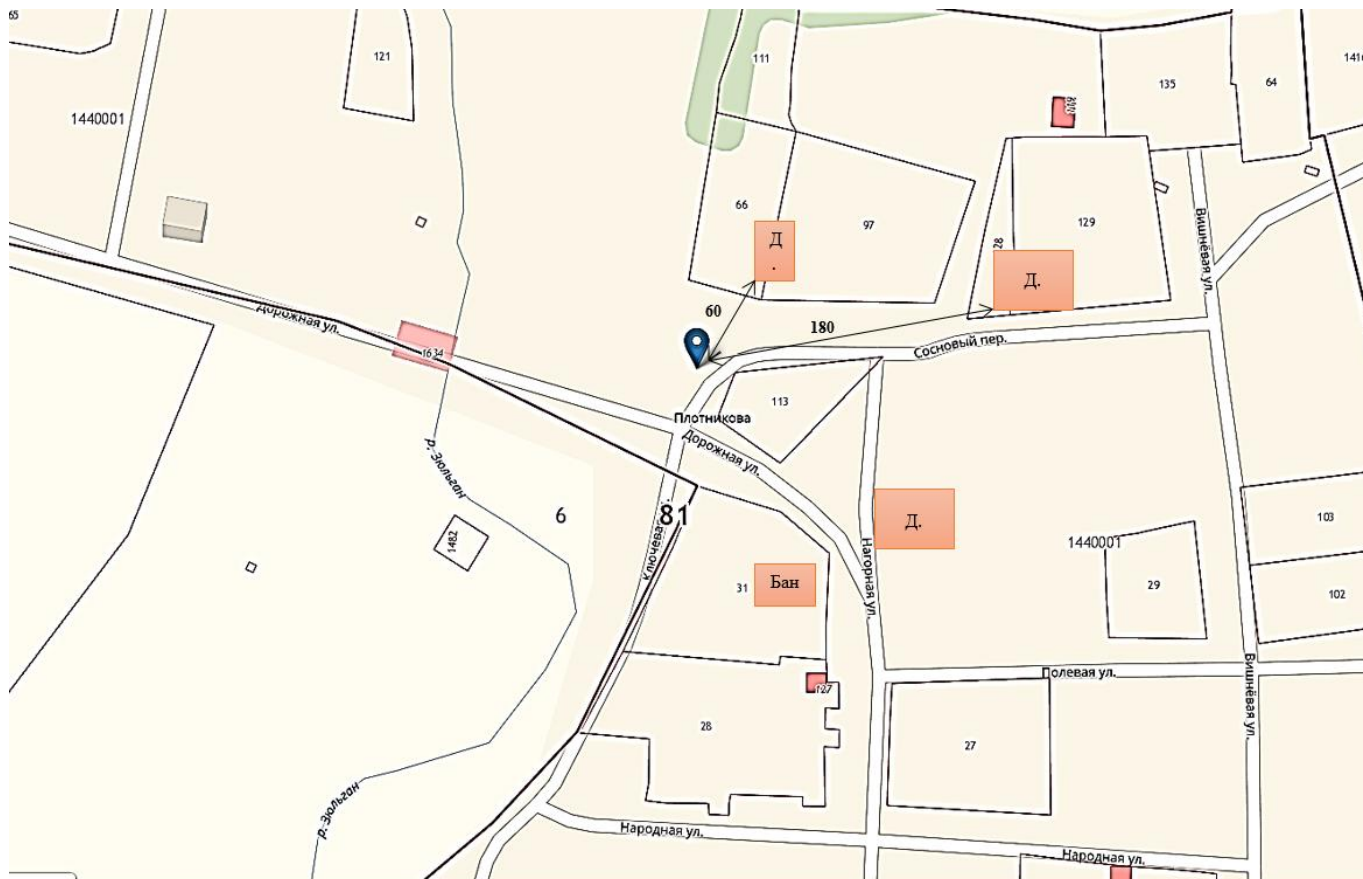 65
121
111
1440001
135
64
141
66
97
28
129
Вишнёвая ул.
Д
.
Д.
60
180
Дорожная ул.
1634
Сосновый пер.
113
Плотникова
Дорожная ул.
р. Зюльган
6
81
Ключевая
1482
Д.
1440001
103
Нагорная ул.
31
Бан
29
102
127
Полевая ул.
Вишнёвая ул.
28
27
р. Зюльган
Народная ул.
Народная ул.